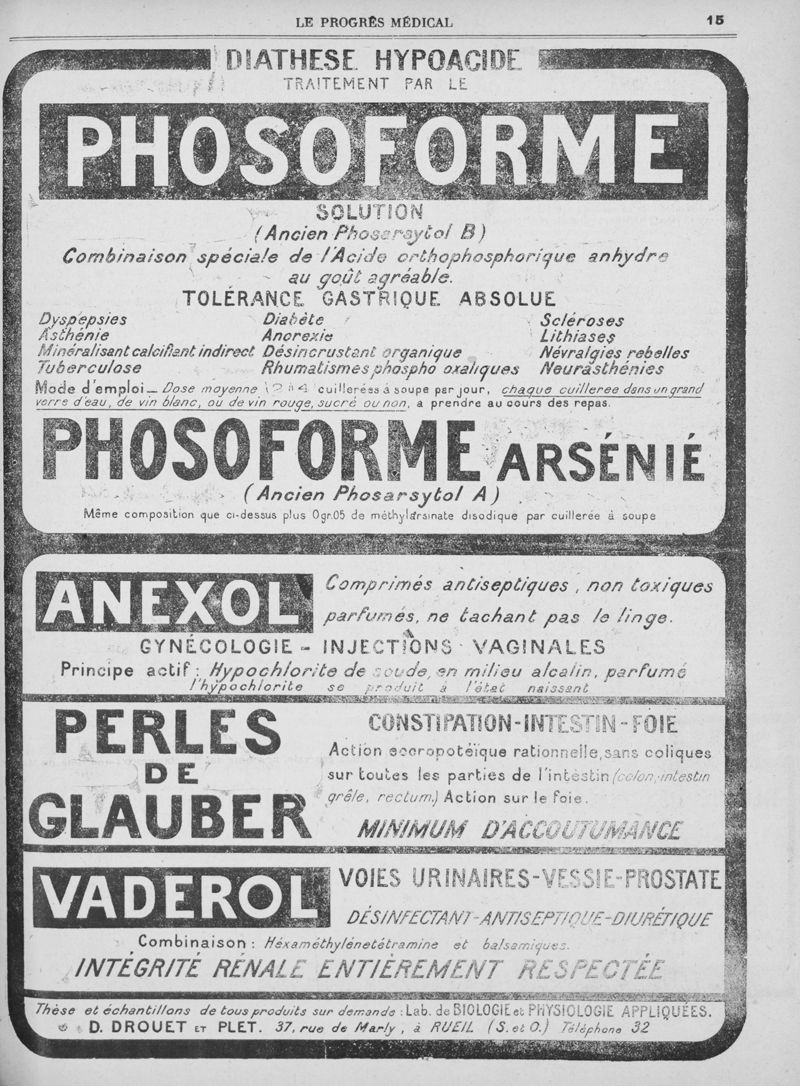 LE PROGRÈS MÉDICAL 15
DIATHESE HYPOACIDE
TRAITEMENT PAR LE
PHOSOFORME
SOLUTION
(Ancien Phosarsytol B)
Combinaison spéciale de l'Acide orthophosphorique anhydre
au goût agréable.
TOLÉRANCE GASTRIQUE ABSOLUE
Dyspepsies Diabète Scléroses
Asthénie Anorexie Lithiases
Minéralisant calcifiant indirect Désincrustant organique Névralgies rebelles
Tuberculose Rhumatismes phospho oxaliques Neurasthénies
Mode d'emploi _ Dose moyenne 2 à 4 cuillerées à soupe par jour, chaque cuilleree dans un grand
verre d'eau, de vin blanc, ou de vin rouge, sucré ou non, a prendre au cours des repas.
PHOSOFORME ARSÉNIÉ
(Ancien Phosarsytol A)
Même composition que ci-dessus plus 0gr.05 de méthylarsinate disodique par cuilleree à soupe
ANEXOL Comprimés antiseptiques, non toxiques
parfumés, ne tachant pas le linge.
GYNÉCOLOGIE - INJECTIONS VAGINALES
Principe actif: Hypochlorite de soude, en milieu alcalin, parfumé
l'hypochlorite se produit à l'état naissant
PERLES DE GLAUBER
CONSTIPATION-INTESTIN-FOIE
Action eccropotéïque rationnelle, sans coliques
sur toutes les parties de l'intestin (colon, intestin
grêle, rectum.) Action sur le foie.
MINIMUM D'ACCOUTUMANCE
VADEROL VOIES URINAIRES-VESSIE-PROSTATE
DÉSINFECTANT-ANTISEPTIQUE-DIURÉTIQUE
Combinaison: Héxaméthylénetétramine et balsamiques.
INTÉGRITÉ RÉNALE ENTIÈREMENT RESPECTÉE
Thèse et échantillons de tous produits sur demande: Lab. de BIOLOGIE et PHYSIOLOGIE APPLIQUÉES.
D. DROUET ET PLET. 37, rue de Marly, à RUEIL (S. et O.) Téléphone 32